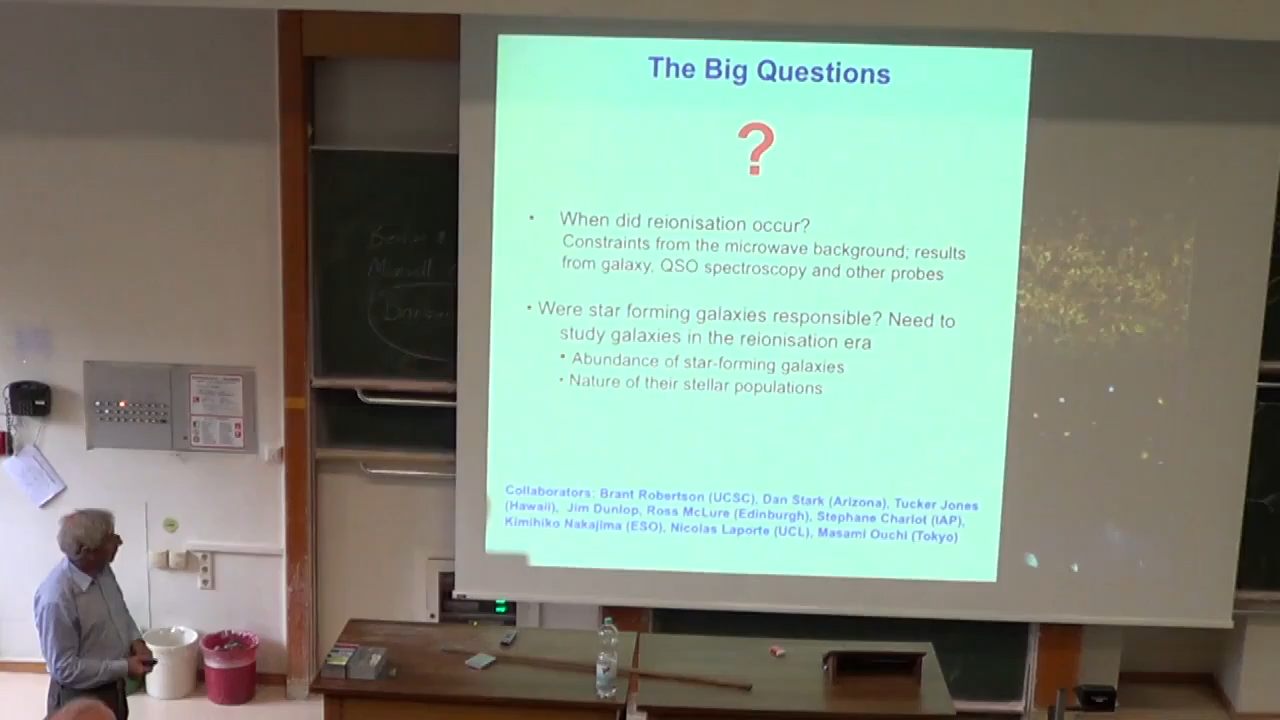 The Big Questions
?
• When did reionisation occur?
Constraints from the microwave background; results
from galaxy, QSO spectroscopy and other probes
• Were star forming galaxies responsible? Need to
study galaxies in the reionisation era
• Abundance of star-forming galaxies
• Nature of their stellar populations
Collaborators: Brant Robertson (UCSC), Dan Stark (Arizona), Tucker Jones
(Hawaii), Jim Dunlop, Ross McLure (Edinburgh), Stephane Charlot (IAP),
Kimihiko Nakajima (ESO), Nicolas Laporte (UCL), Masami Ouchi (Tokyo)